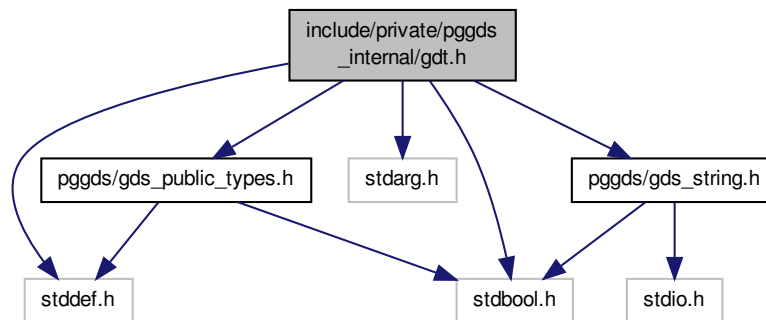 include/private/pggds
_internal/gdt.h
pggds/gds_public_types.h
stdarg.h
pggds/gds_string.h
stddef.h
stdbool.h
stdio.h